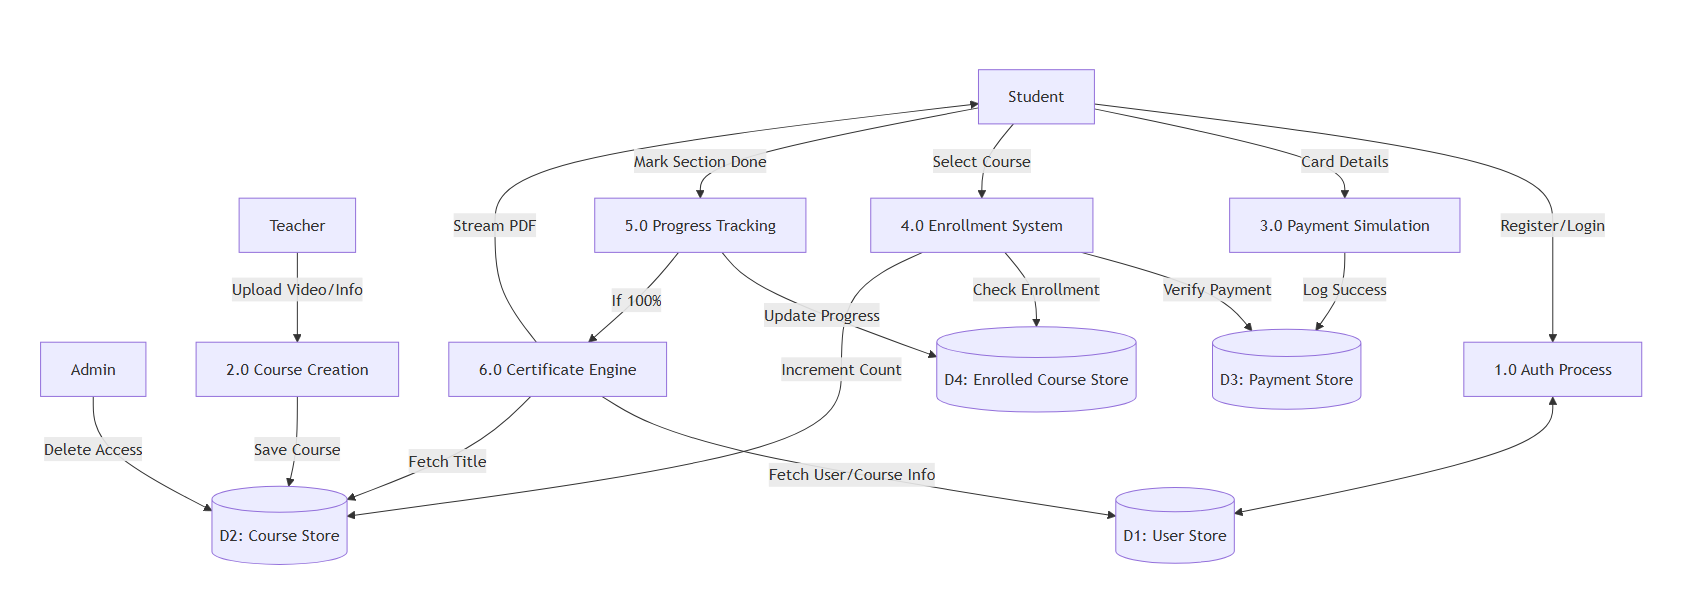 Student
Mark Section Done
Select Course
Card Details
Teacher
Stream PDF
5.0 Progress Tracking
4.0 Enrollment System
3.0 Payment Simulation
Register/Login
Upload Video/Info
If 100%
Update Progress
Check Enrollment
Verify Payment
Log Success
Admin
2.0 Course Creation
6.0 Certificate Engine
Increment Count
D4: Enrolled Course Store
D3: Payment Store
1.0 Auth Process
Delete Access
Save Course
Fetch Title
Fetch User/Course Info
D2: Course Store
D1: User Store